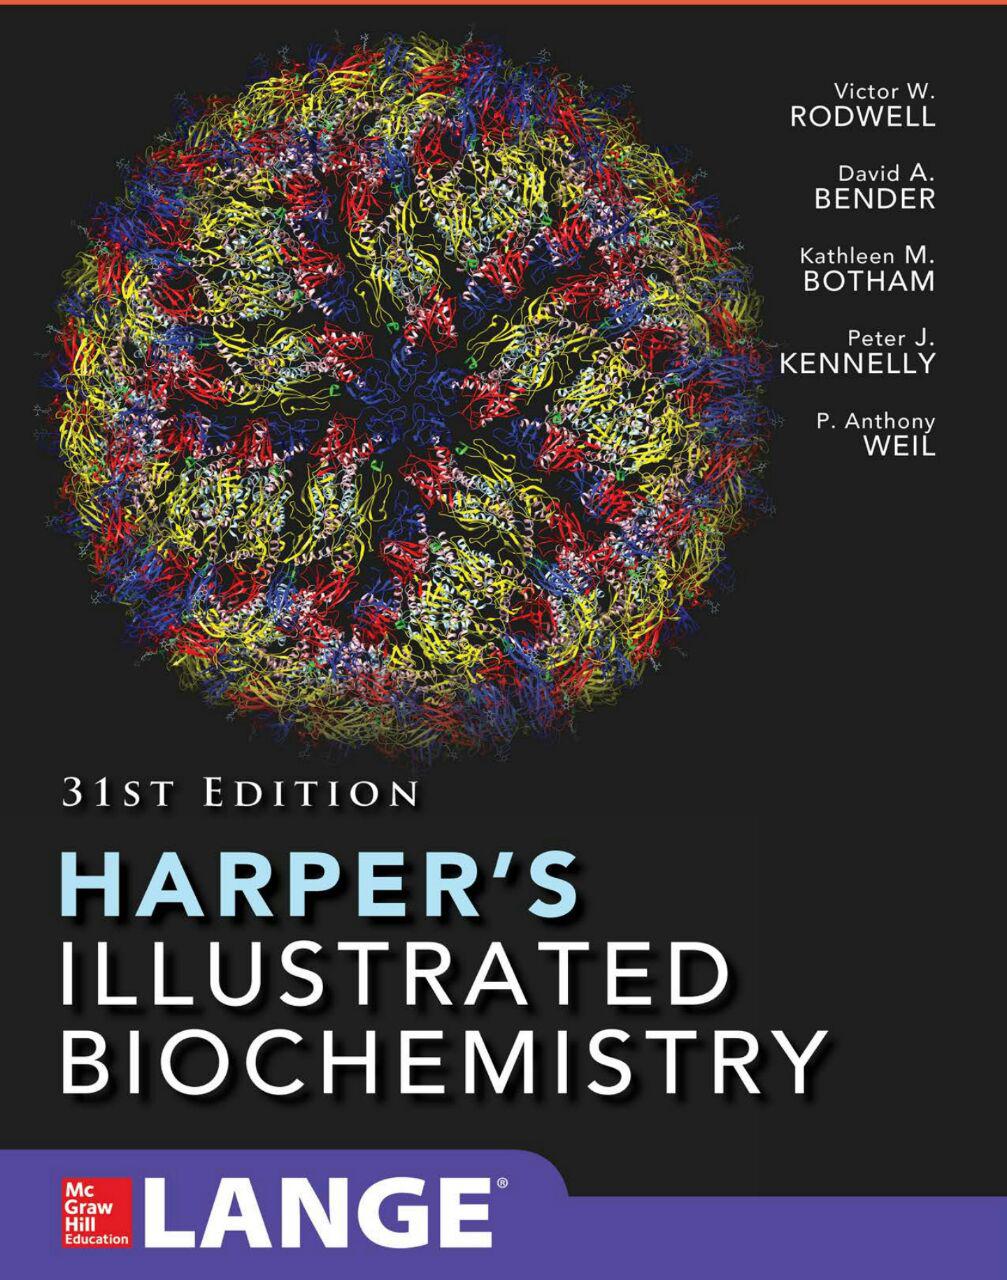 Victor W.
RODWELL
David A.
BENDER
Kathleen M.
BOTHAM
Peter J.
KENNELLY
P. Anthony
WEIL
31ST EDITION
HARPER'S
ILLUSTRATED
BIOCHEMISTRY
Mc
Graw
Hill
Education
LANGE®